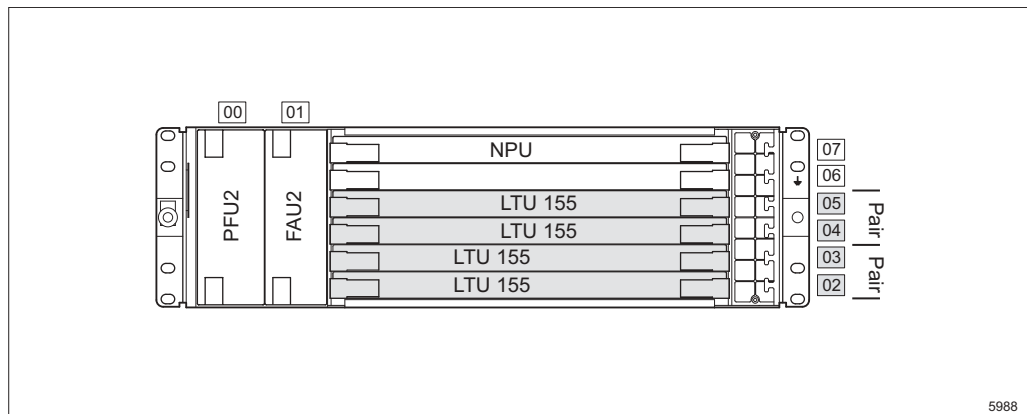 00 01
NPU 07
06
LTU 155 05
LTU 155 04
Pair
LTU 155 03
LTU 155 02
Pair
PFU2
FAU2
5988